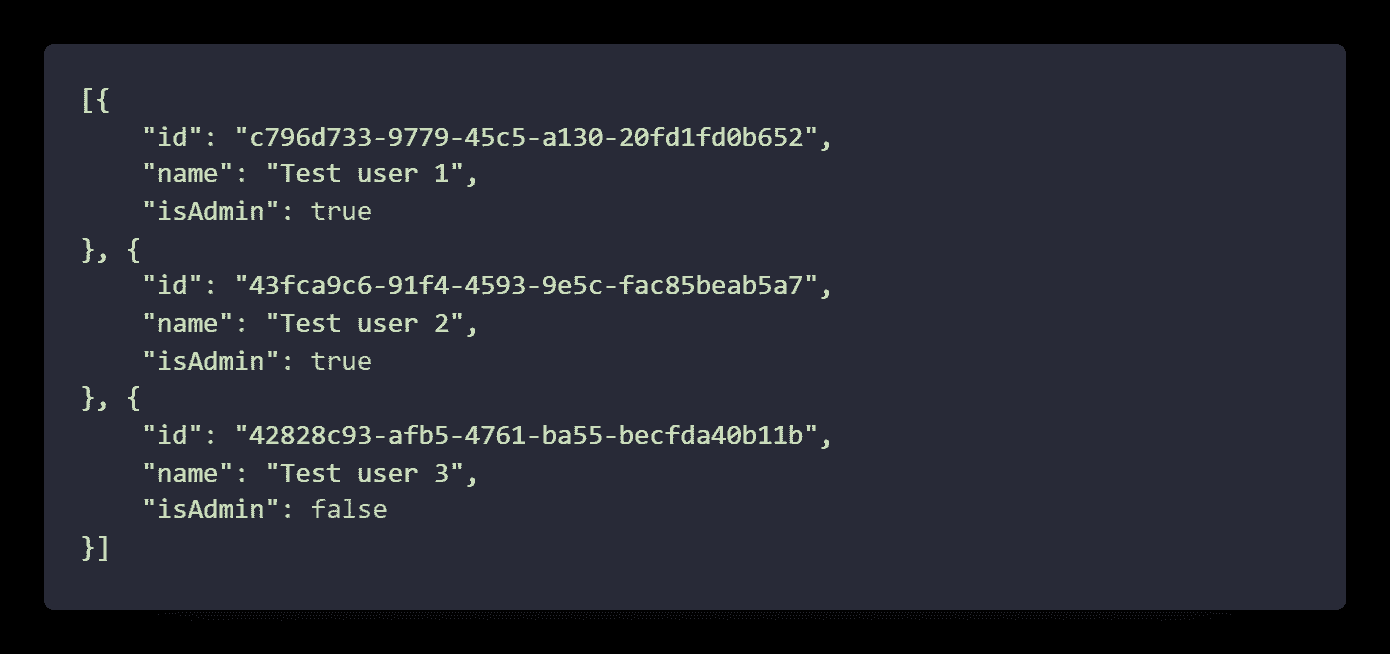 [{
    "id": "c796d733-9779-45c5-a130-20fd1fd0b652",
    "name": "Test user 1",
    "isAdmin": true
}, {
    "id": "43fca9c6-91f4-4593-9e5c-fac85beab5a7",
    "name": "Test user 2",
    "isAdmin": true
}, {
    "id": "42828c93-afb5-4761-ba55-becfda40b11b",
    "name": "Test user 3",
    "isAdmin": false
}]